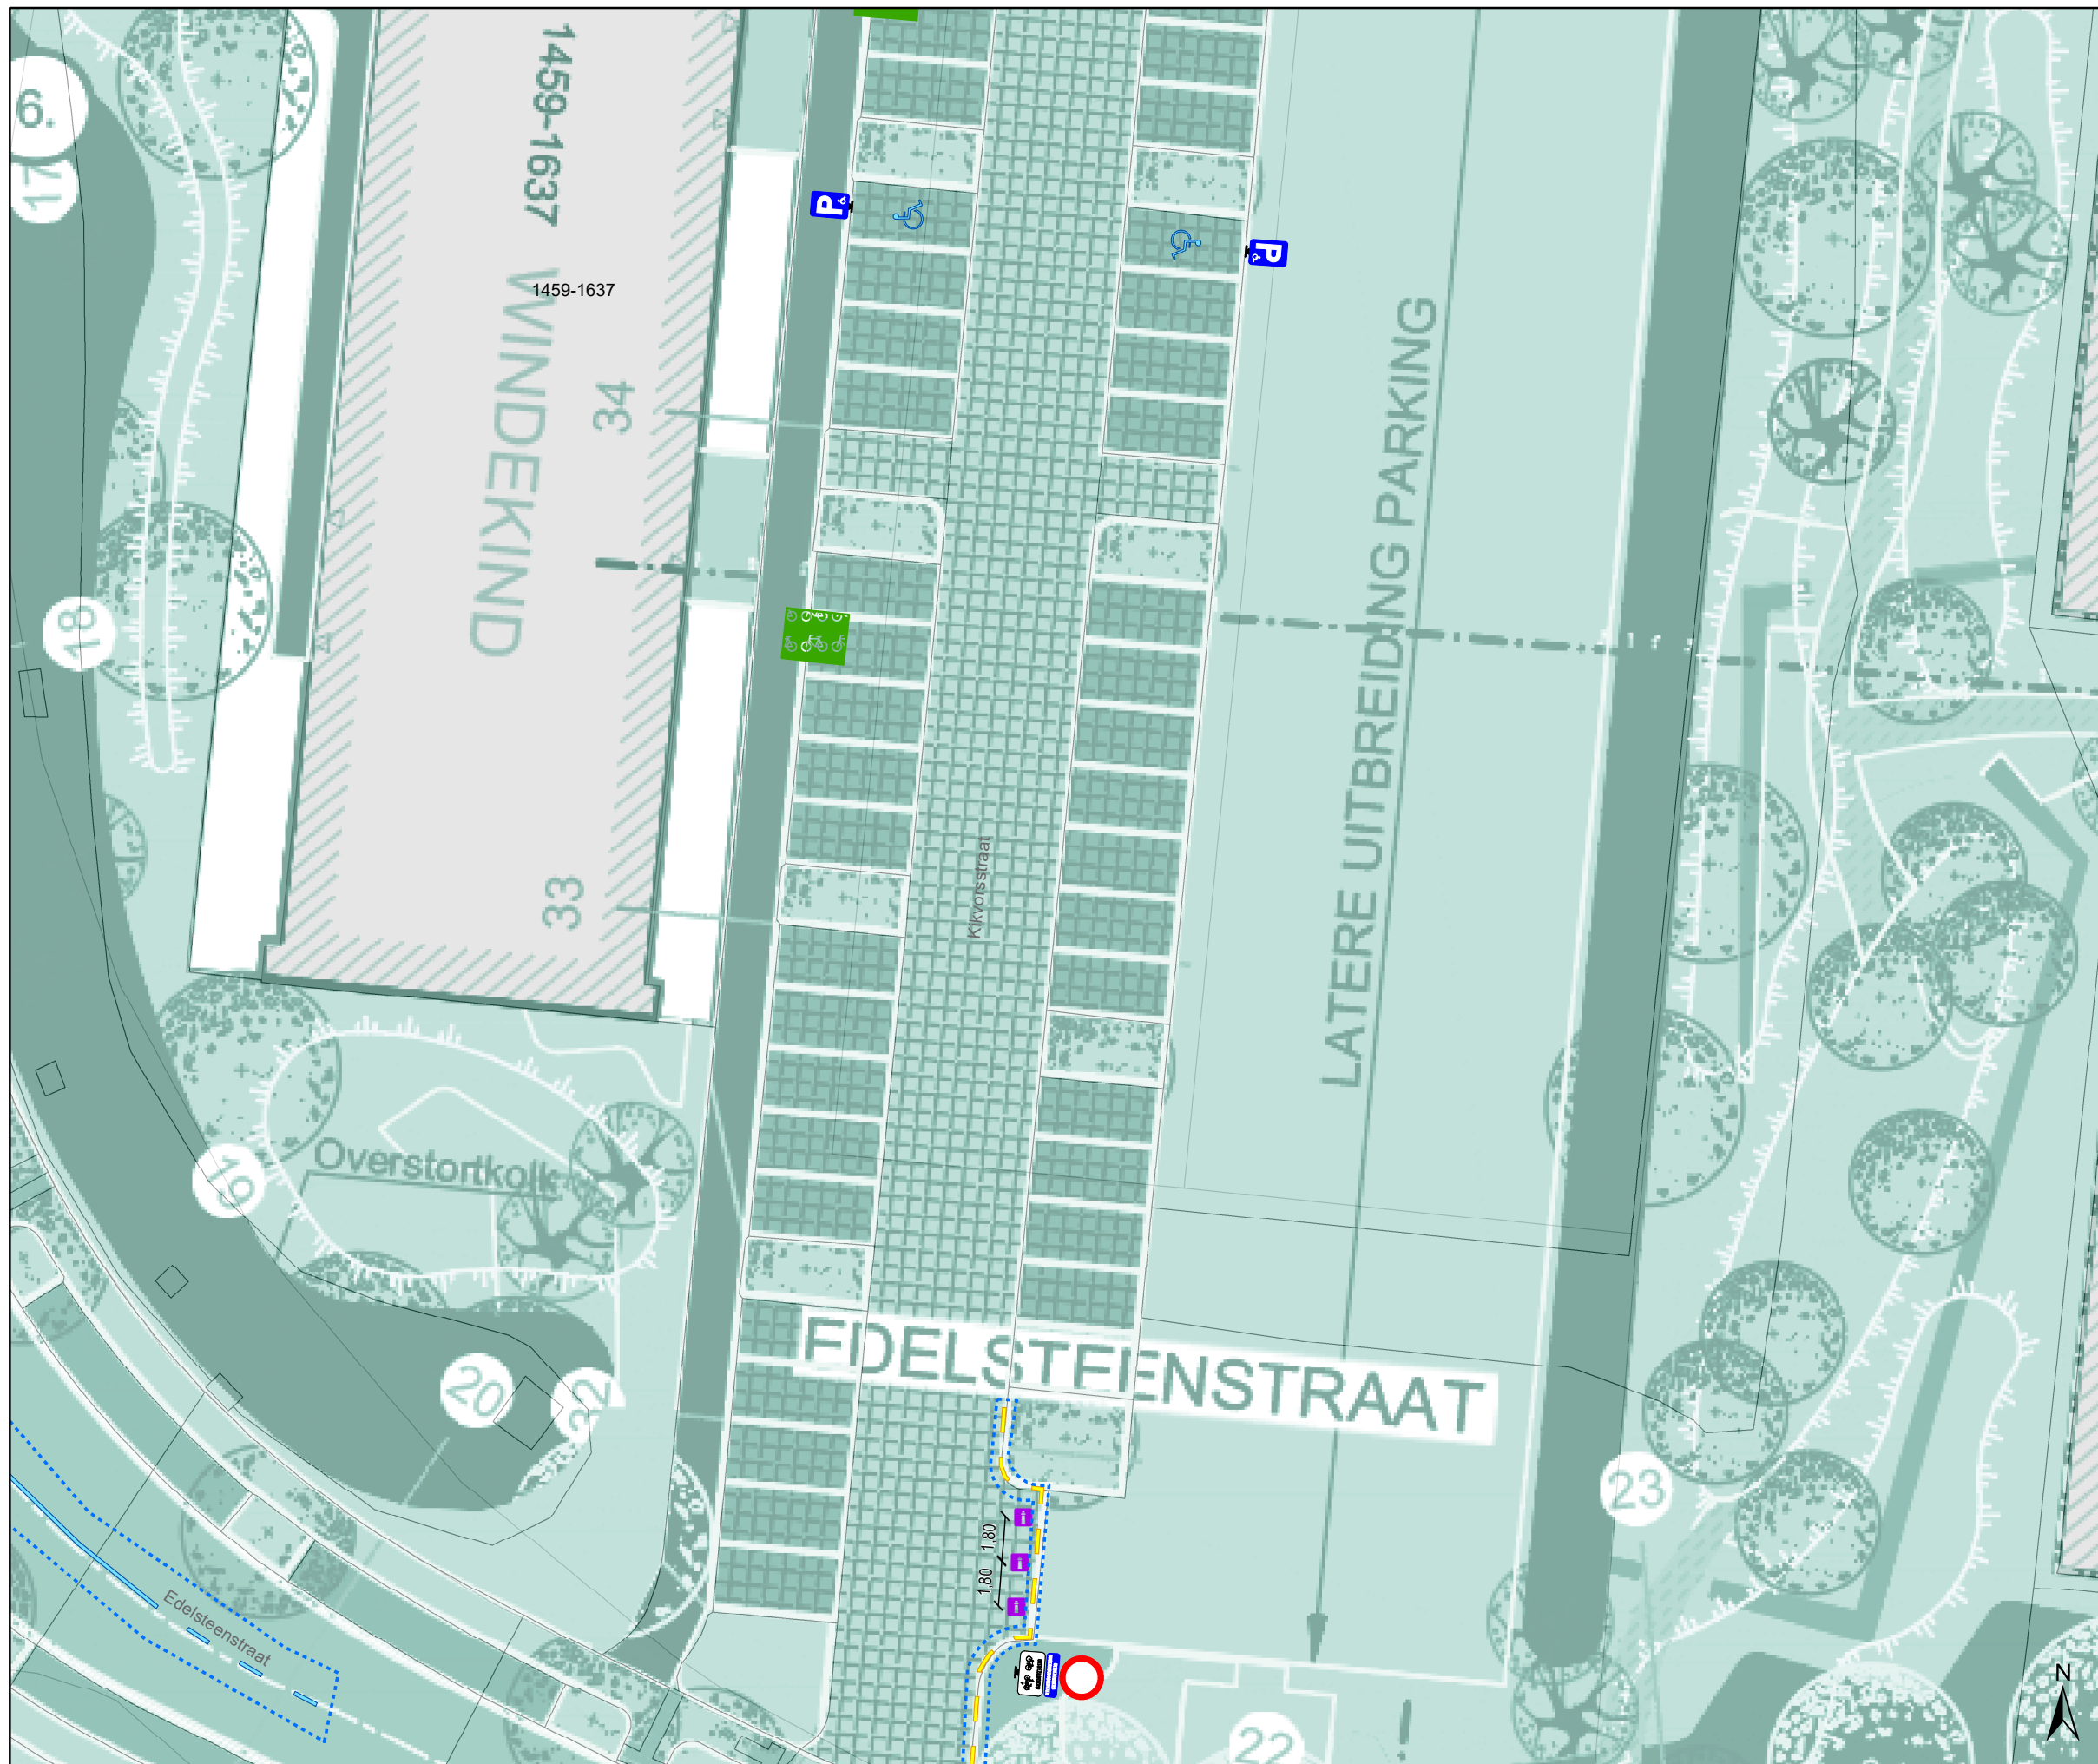 6.
17
1459-1637 WINDEKIND
1459-1637
34
P
P
LATERE UITBREIDING PARKING
18
33
Kikvorsstraat
Overstortkolk
19
EDELSTEENSTRAAT
20
32
23
1,80
1,80
Edelsteenstraat
22
N